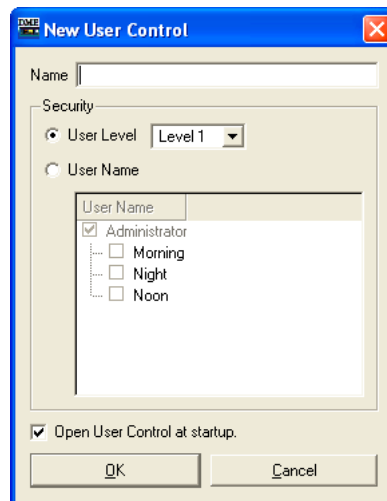 DME
New User Control
Name
Security
User Level Level 1
User Name
User Name
Administrator
Morning
Night
Noon
Open User Control at startup.
OK Cancel